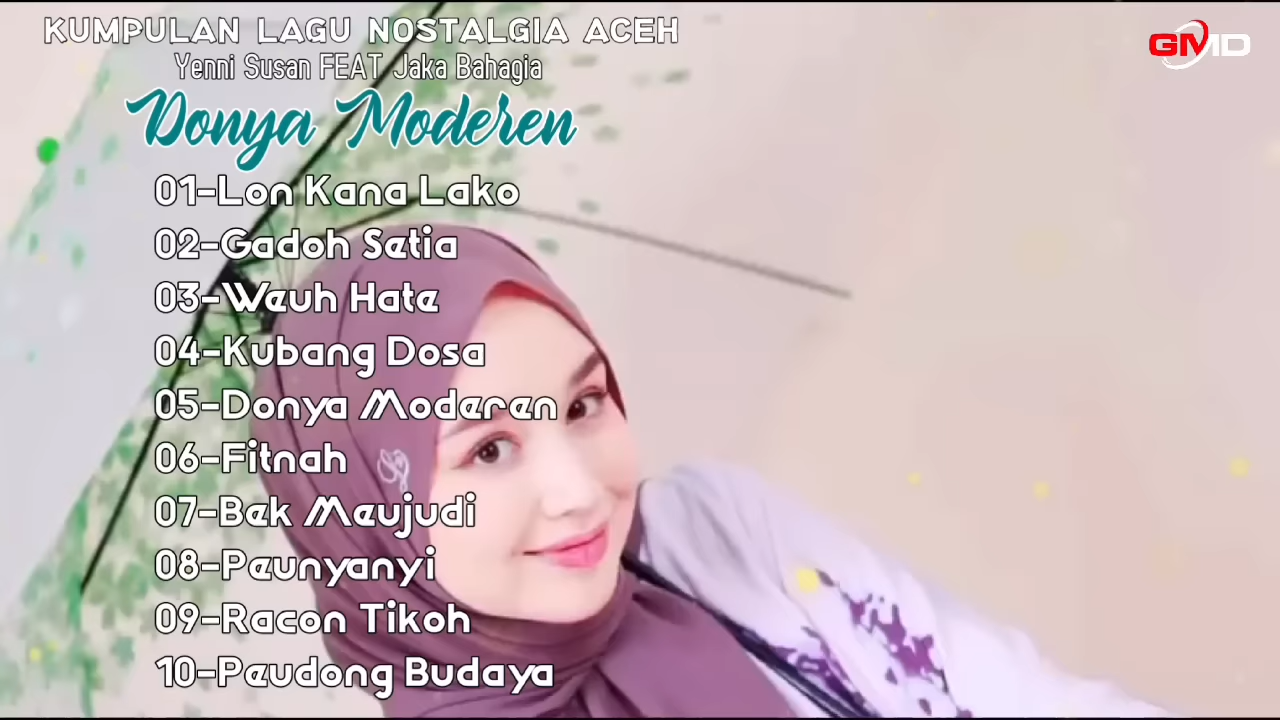 KUMPULAN LAGU NOSTALGIA ACEH
Yenni Susan FEAT Jaka Bahagia
Donya Moderen
01-Lon Kana Lako
02-Gadoh Setia
03-Weuh Hate
04-Kubang Dosa
05-Donya Moderen
06-Fitnah
07-Bek Meujudi
08-Peunyanyi
09-Racon Tikoh
10-Peudong Budaya
GMD